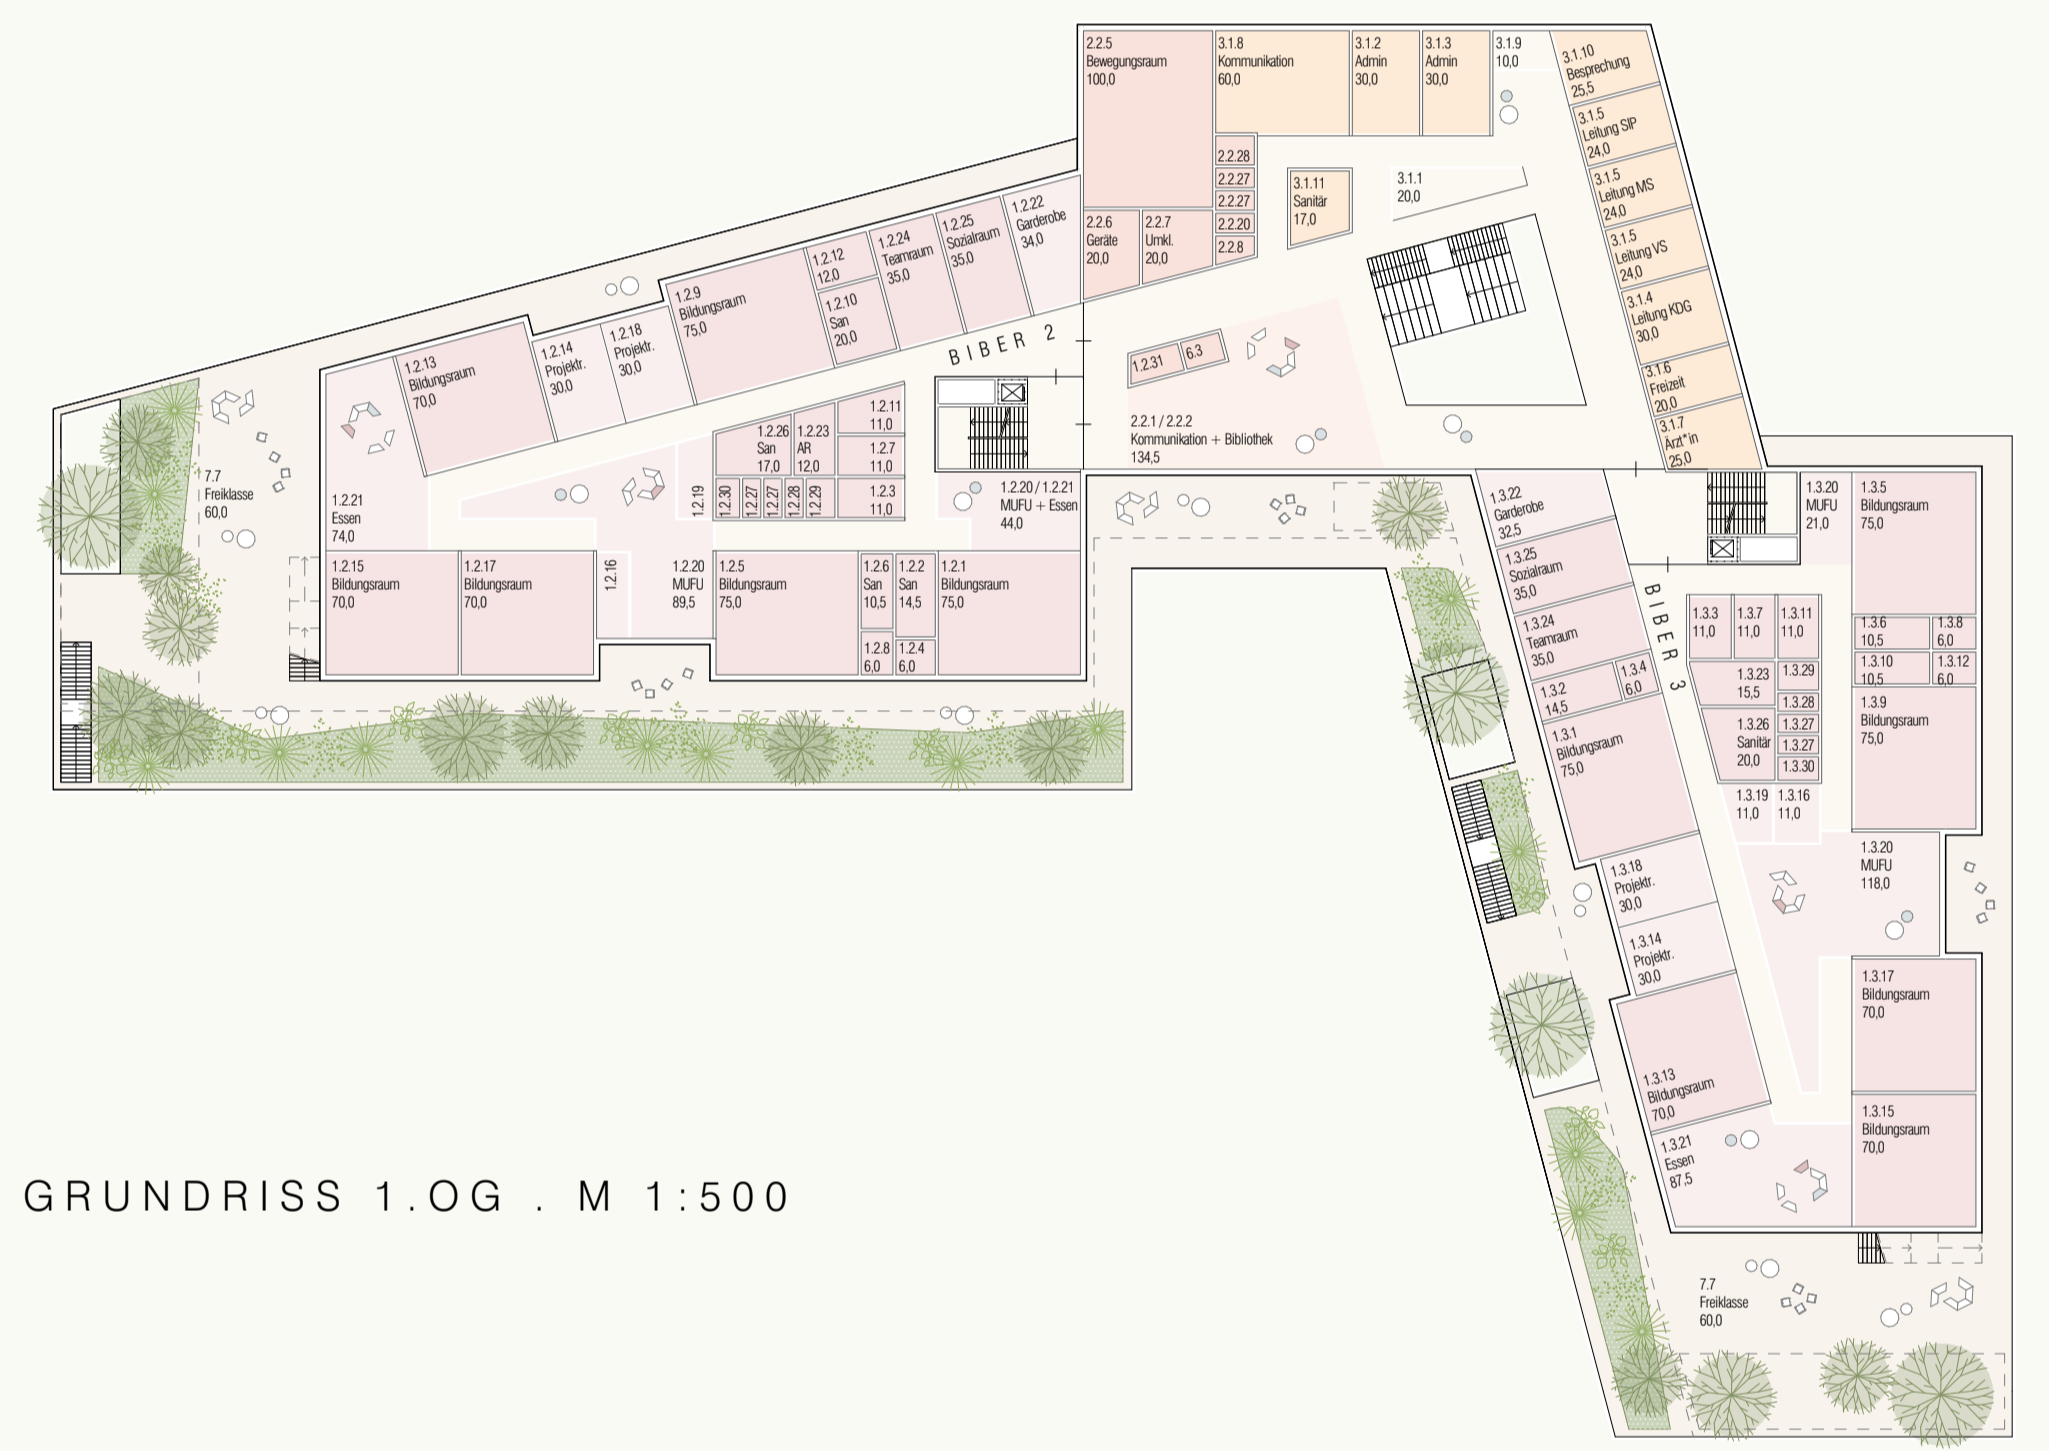 2.2.5
Bewegungsraum
100,0
3.1.8
Kommunikation
60,0
3.1.2
Admin
30,0
3.1.3
Admin
30,0
3.1.9
10,0
3.1.10
Besprechung
25,5
3.1.5
Leitung SIP
24,0
3.1.5
Leitung MS
24,0
3.1.5
Leitung VS
24,0
3.1.4
Leitung KDG
30,0
3.1.6
Freizeit
20,0
3.1.7
Ärzt*in
25,0
2.2.28
2.2.27
2.2.27
2.2.20
2.2.8
3.1.11
Sanitär
17,0
3.1.1
20,0
2.2.6
Geräte
20,0
2.2.7
Umkl.
20,0
1.2.22
Garderobe
34,0
1.2.25
Sozialraum
35,0
1.2.24
Teamraum
35,0
1.2.12
12,0
1.2.10
San
20,0
1.2.9
Bildungsraum
75,0
1.2.18
Projektr.
30,0
1.2.14
Projektr.
30,0
1.2.13
Bildungsraum
70,0
BIBER 2
1.2.31
6.3
2.2.1 / 2.2.2
Kommunikation + Bibliothek
134,5
7.7
Freiklasse
60,0
1.2.21
Essen
74,0
1.2.19
1.2.26
San
17,0
1.2.23
AR
12,0
1.2.11
11,0
1.2.7
11,0
1.2.3
11,0
1.2.30
1.2.27
1.2.27
1.2.28
1.2.29
1.2.20 / 1.2.21
MUFU + Essen
44,0
1.2.15
Bildungsraum
70,0
1.2.17
Bildungsraum
70,0
1.2.16
1.2.20
MUFU
89,5
1.2.5
Bildungsraum
75,0
1.2.6
San
10,5
1.2.2
San
14,5
1.2.8
6,0
1.2.4
6,0
1.2.1
Bildungsraum
75,0
1.3.22
Garderobe
32,5
1.3.25
Sozialraum
35,0
1.3.24
Teamraum
35,0
1.3.2
14,5
1.3.4
6,0
1.3.1
Bildungsraum
75,0
1.3.18
Projektr.
30,0
1.3.14
Projektr.
30,0
1.3.13
Bildungsraum
70,0
1.3.21
Essen
87,5
BIBER 3
1.3.20
MUFU
21,0
1.3.5
Bildungsraum
75,0
1.3.3
11,0
1.3.7
11,0
1.3.11
11,0
1.3.23
15,5
1.3.29
1.3.28
1.3.26
Sanitär
20,0
1.3.27
1.3.27
1.3.30
1.3.19
11,0
1.3.16
11,0
1.3.6
10,5
1.3.8
6,0
1.3.10
10,5
1.3.12
6,0
1.3.9
Bildungsraum
75,0
1.3.20
MUFU
118,0
1.3.17
Bildungsraum
70,0
1.3.15
Bildungsraum
70,0
7.7
Freiklasse
60,0
GRUNDRISS 1.OG . M 1:500